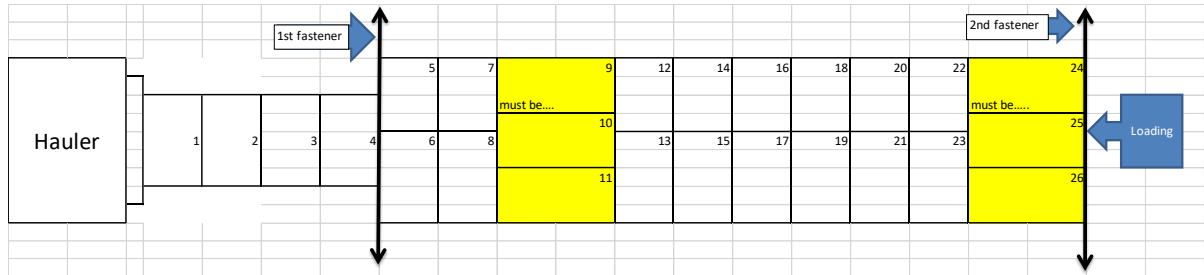 2nd fastener
1st fastener
5 7 9 12 14 16 18 20 22 24
must be.... must be.....
10 25
Hauler 1 2 3 4 6 8 13 15 17 19 21 23 Loading
11 26